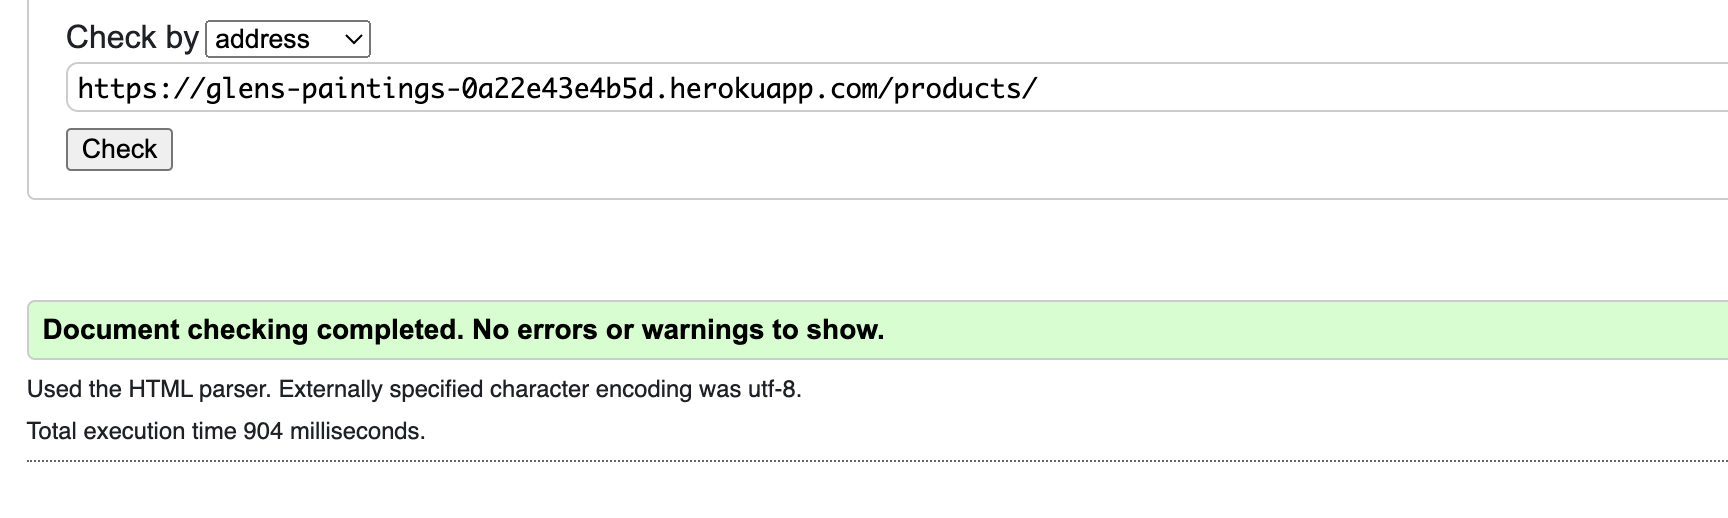 Check by address
https://glens-paintings-0a22e43e4b5d.herokuapp.com/products/
Check
Document checking completed. No errors or warnings to show.
Used the HTML parser. Externally specified character encoding was utf-8.
Total execution time 904 milliseconds.